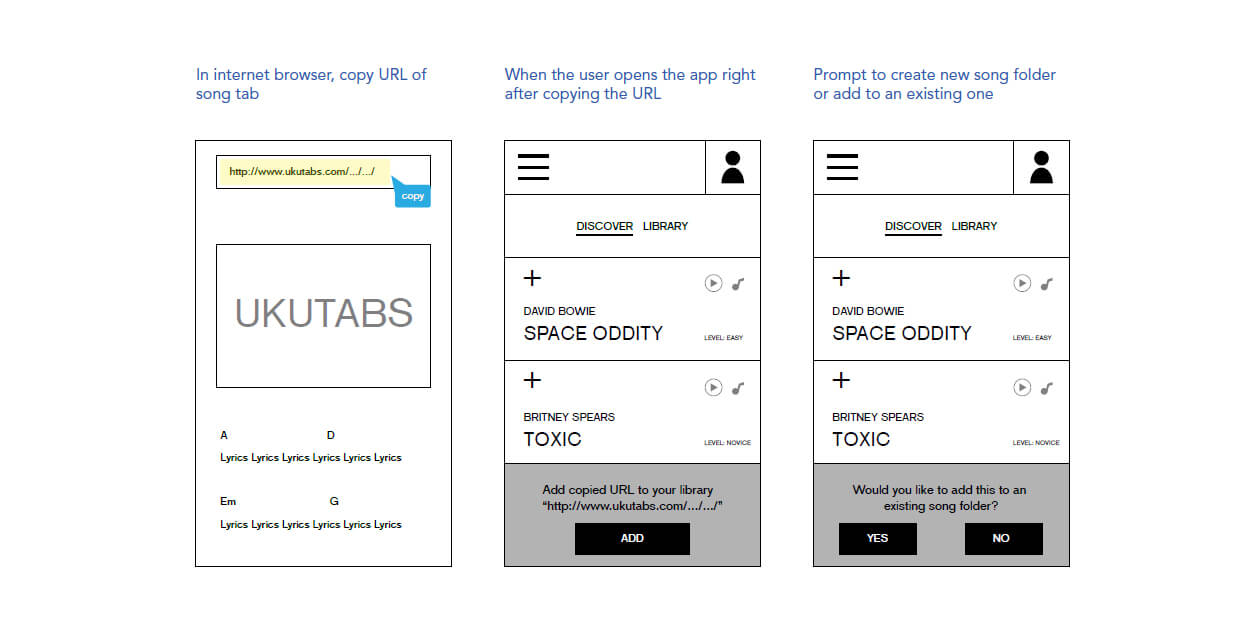 In internet browser, copy URL of
song tab
http://www.ukutabs.com/.../.../
copy
UKUTABS
A D
Lyrics Lyrics Lyrics Lyrics Lyrics Lyrics
Em G
Lyrics Lyrics Lyrics Lyrics Lyrics Lyrics
When the user opens the app right
after copying the URL
DISCOVER LIBRARY
DAVID BOWIE
SPACE ODDITY
LEVEL: EASY
BRITNEY SPEARS
TOXIC
LEVEL: NOVICE
Add copied URL to your library
“http://www.ukutabs.com/.../.../”
ADD
Prompt to create new song folder
or add to an existing one
DISCOVER LIBRARY
DAVID BOWIE
SPACE ODDITY
LEVEL: EASY
BRITNEY SPEARS
TOXIC
LEVEL: NOVICE
Would you like to add this to an
existing song folder?
YES NO